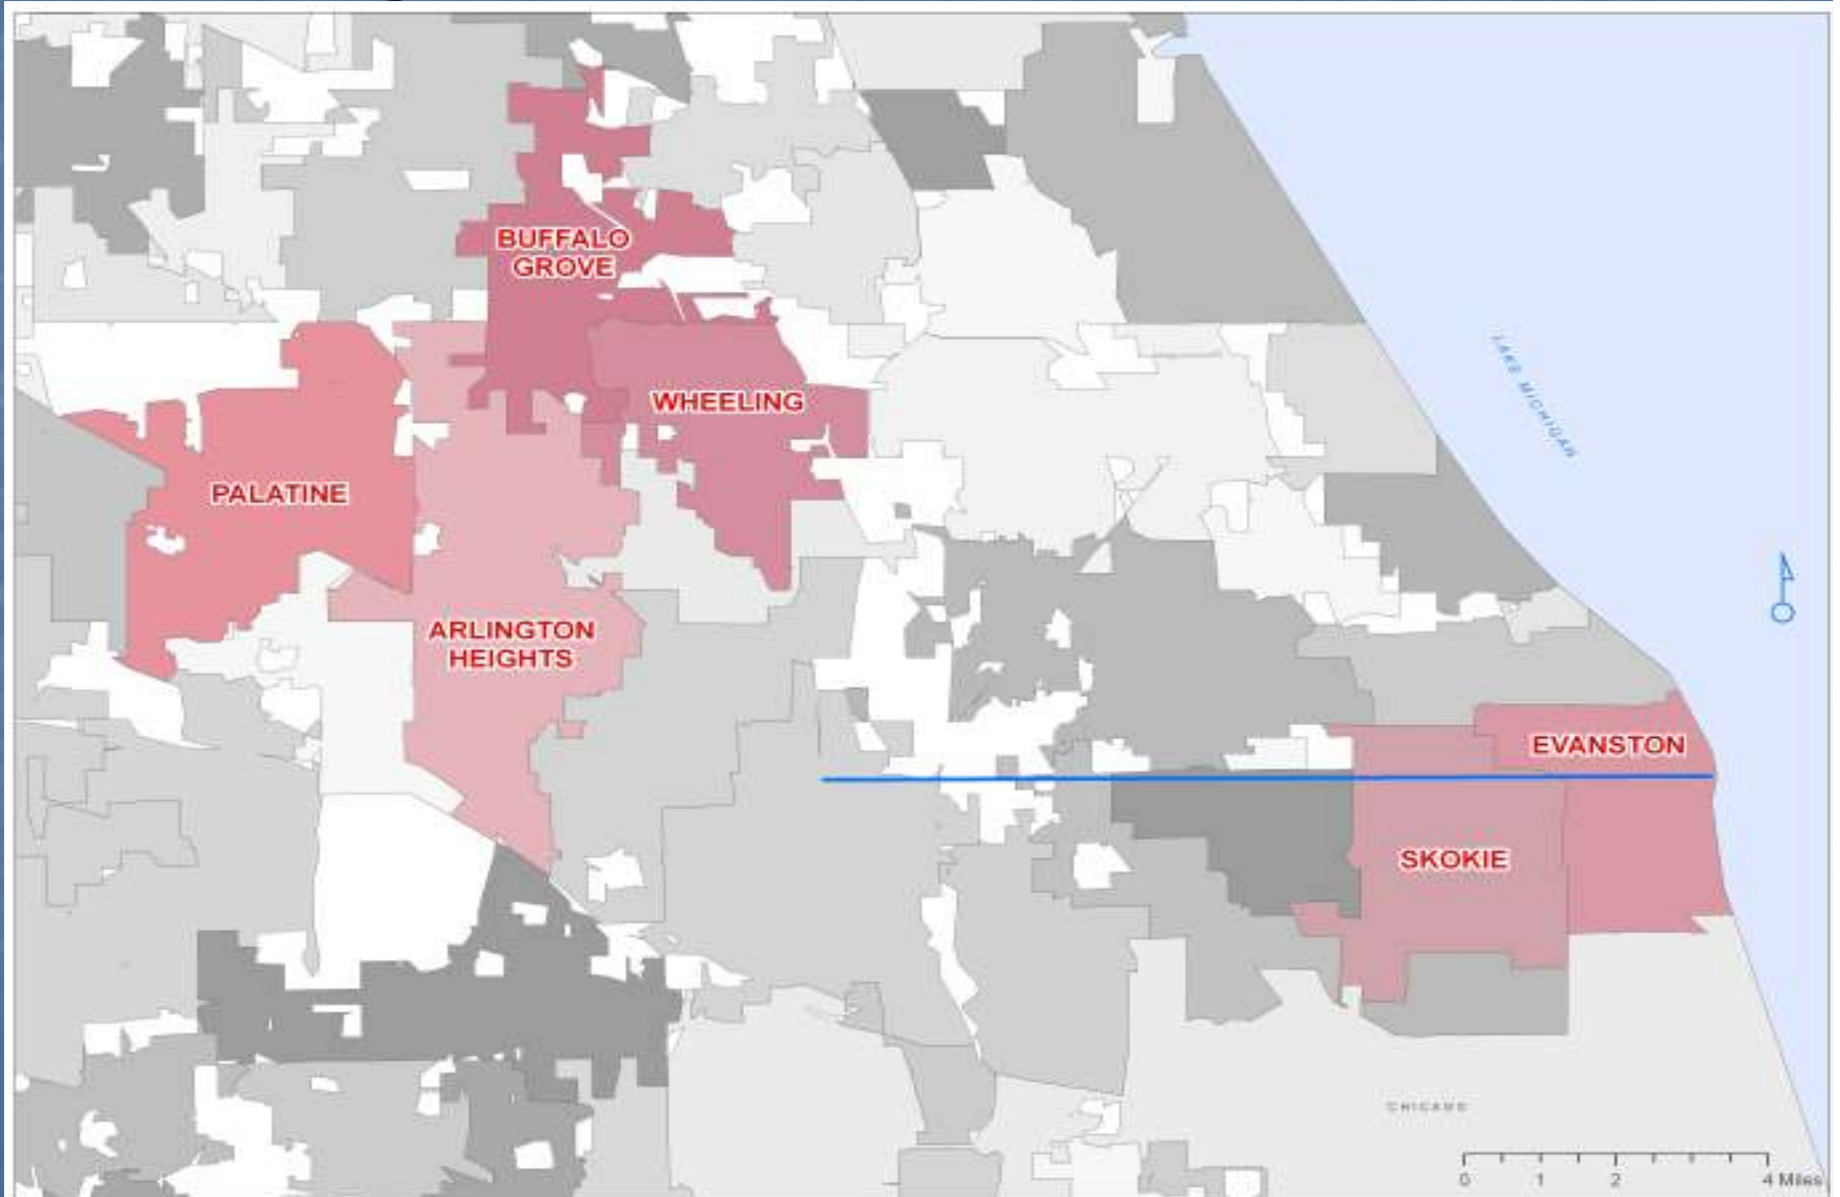 BUFFALO
GROVE
WHEELING
LAKE MICHIGAN
PALATINE
ARLINGTON
HEIGHTS
EVANSTON
SKOKIE
CHICAGO
0 1 2 4 Miles